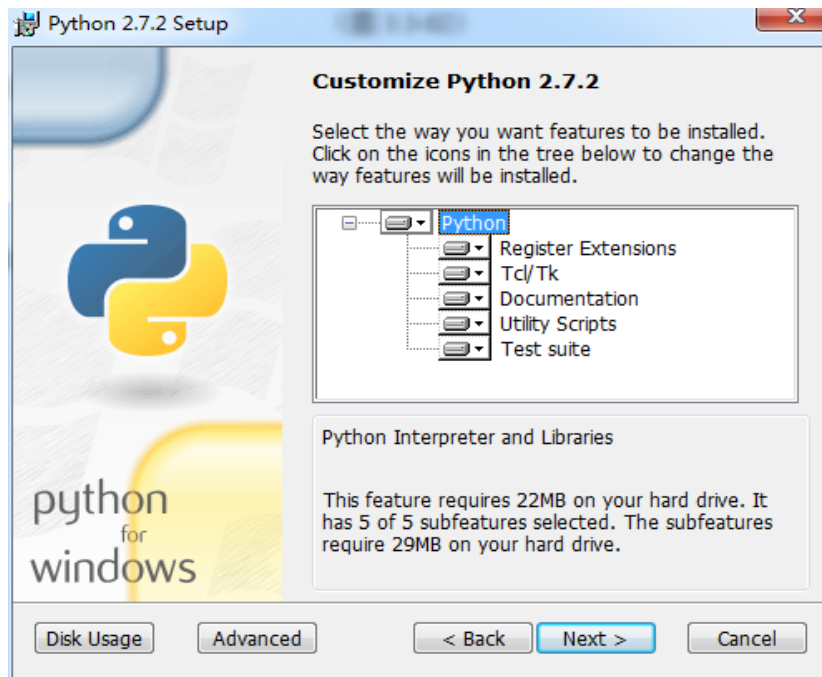 Python 2.7.2 Setup
Customize Python 2.7.2
Select the way you want features to be installed.
Click on the icons in the tree below to change the
way features will be installed.
Python
Register Extensions
Tcl/Tk
Documentation
Utility Scripts
Test suite
Python Interpreter and Libraries
This feature requires 22MB on your hard drive. It
has 5 of 5 subfeatures selected. The subfeatures
require 29MB on your hard drive.
python
for
windows
Disk Usage
Advanced
< Back
Next >
Cancel